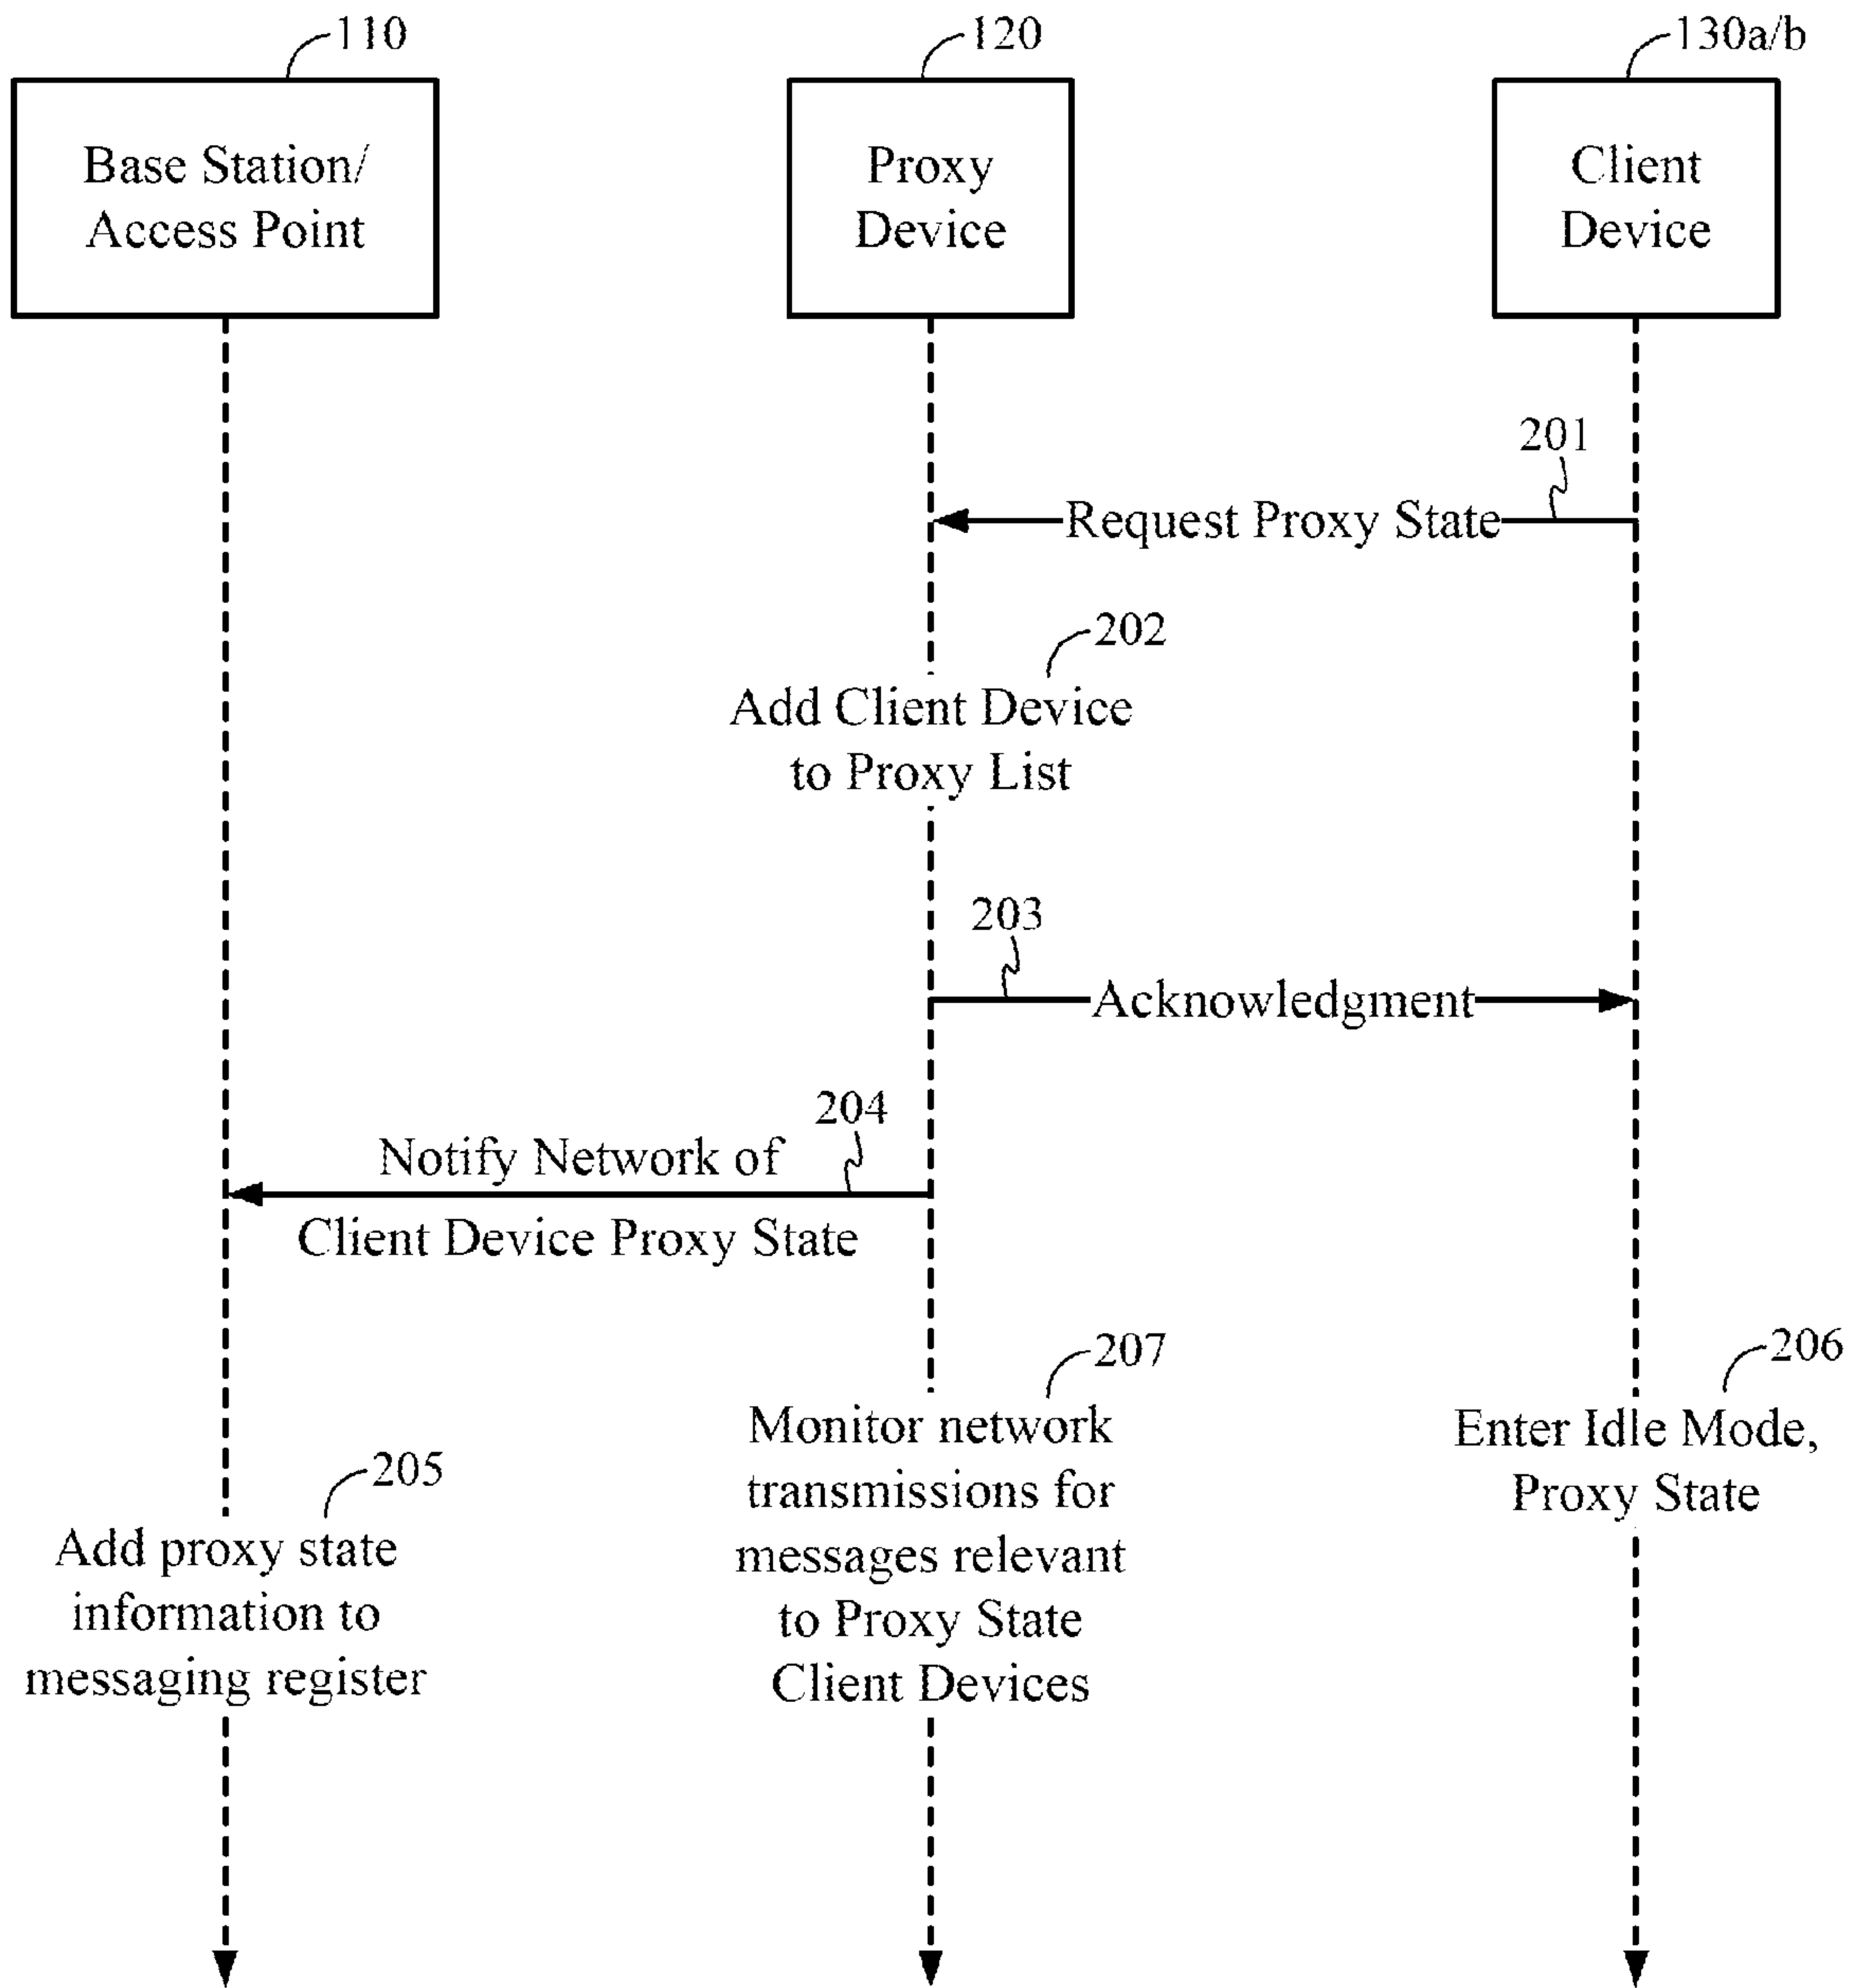 110
120
130a/b
Base Station/
Access Point
Proxy
Device
Client
Device
201
Request Proxy State
202
Add Client Device
to Proxy List
203
Acknowledgment
204
Notify Network of
Client Device Proxy State
205
Add proxy state
information to
messaging register
207
Monitor network
transmissions for
messages relevant
to Proxy State
Client Devices
206
Enter Idle Mode,
Proxy State